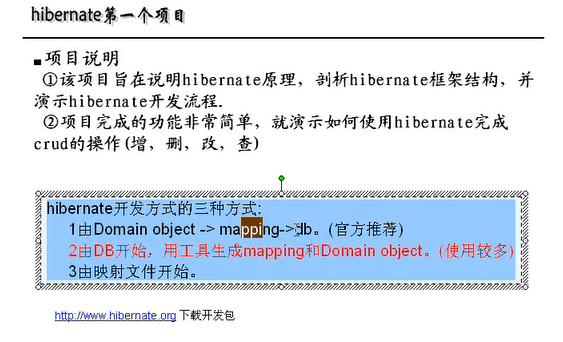 hibernate第一个项目
■项目说明
①该项目旨在说明hibernate原理，剖析hibernate框架结构，并
演示hibernate开发流程.
②项目完成的功能非常简单，就演示如何使用hibernate完成
crud的操作(增，删，改，查)
hibernate开发方式的三种方式:
1由Domain object -> mapping->db。(官方推荐)
2由DB开始，用工具生成mapping和Domain object。(使用较多)
3由映射文件开始。
http://www.hibernate.org 下载开发包